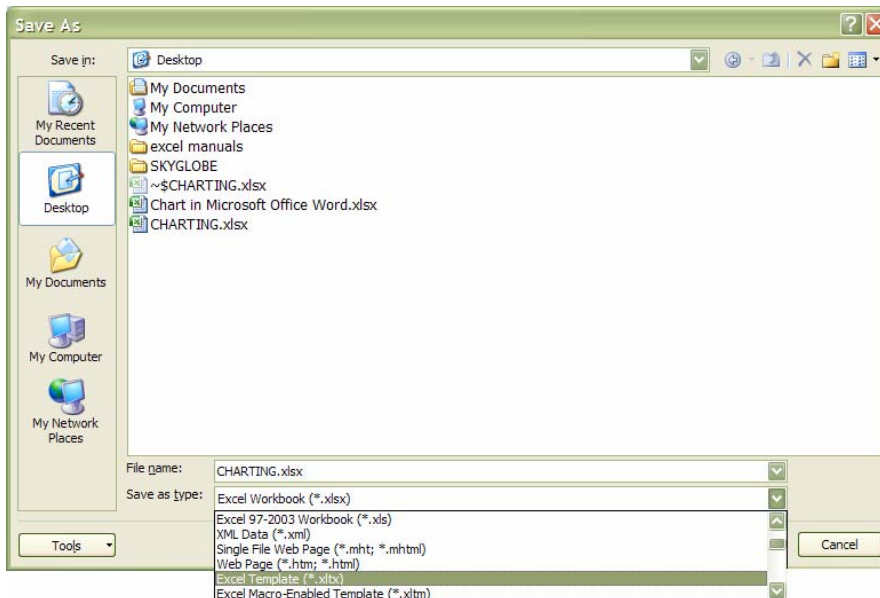 Save As
Save in:
Desktop
My Recent
Documents
Desktop
My Documents
My Computer
My Network
Places
My Documents
My Computer
My Network Places
excel manuals
SKYGLOBE
~$CHARTING.xlsx
Chart in Microsoft Office Word.xlsx
CHARTING.xlsx
File name:
CHARTING.xlsx
Save as type:
Excel Workbook (*.xlsx)
Excel 97-2003 Workbook (*.xls)
XML Data (*.xml)
Single File Web Page (*.mht; *.mhtml)
Web Page (*.htm; *.html)
Excel Template (*.xltx)
Excel Macro-Enabled Template (*.xltm)
Tools
Cancel